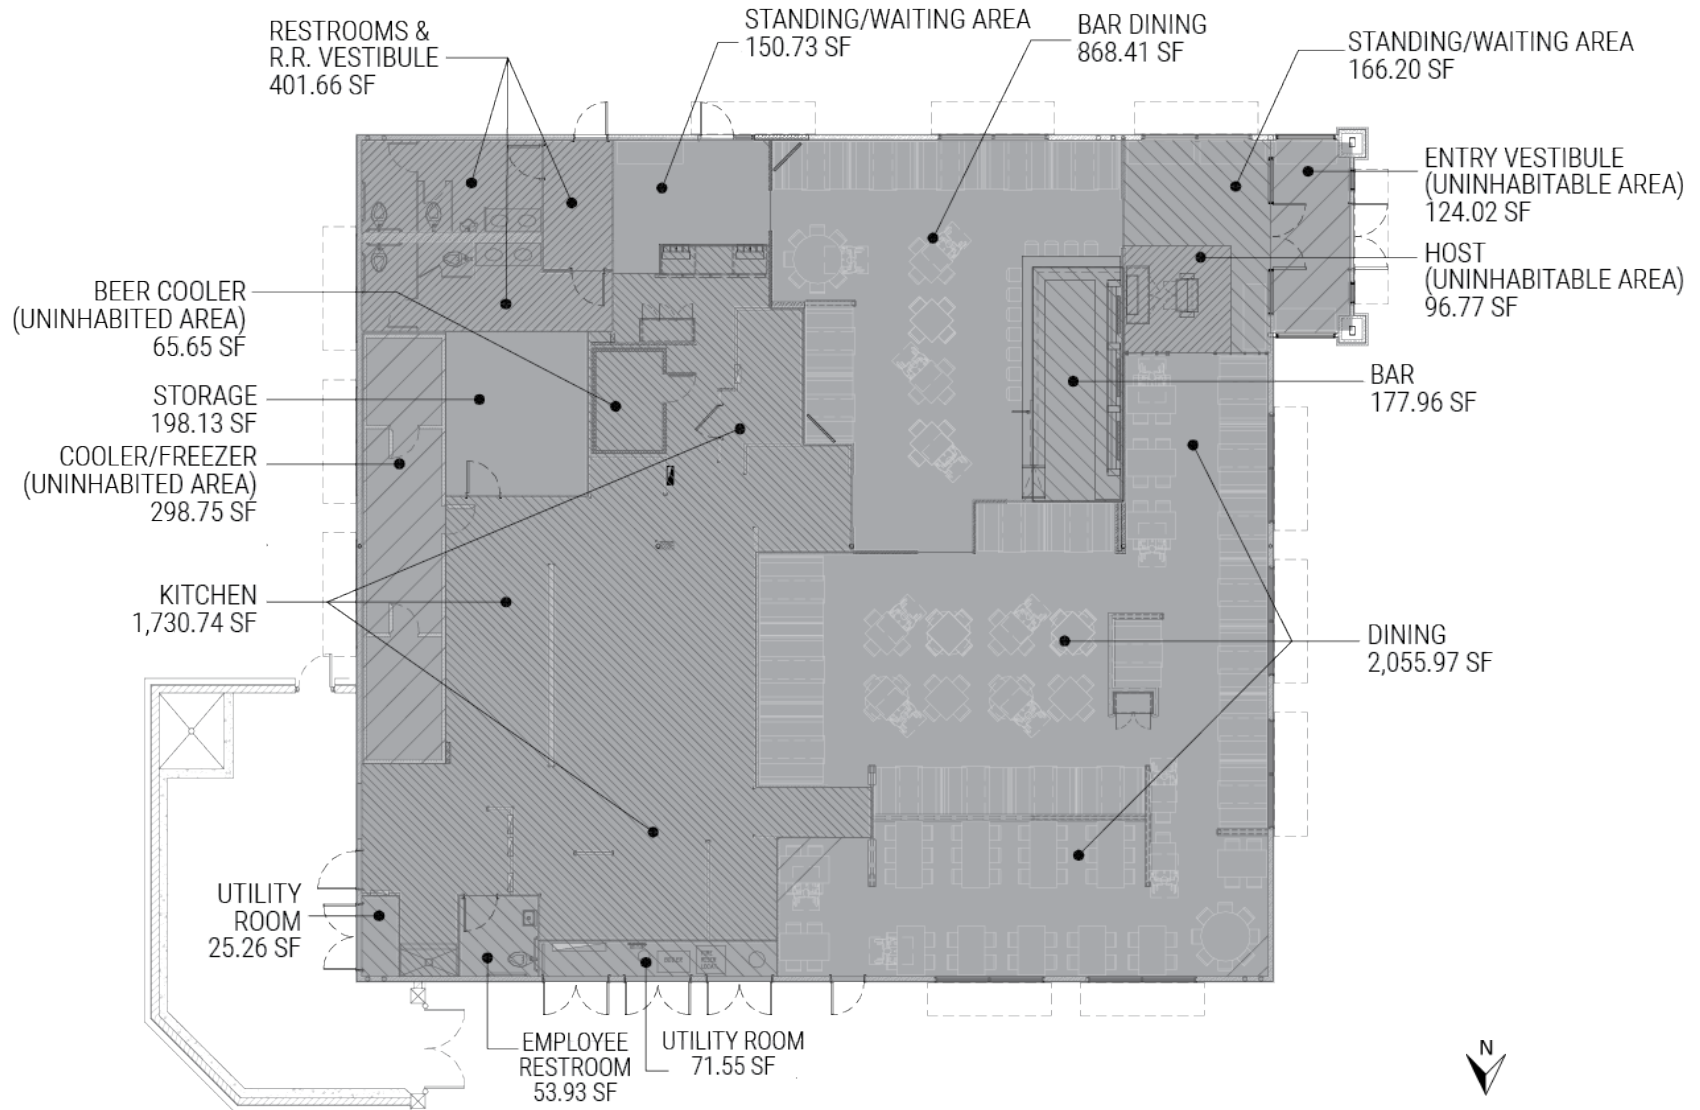 RESTROOMS &
R.R. VESTIBULE
401.66 SF
STANDING/WAITING AREA
150.73 SF
BAR DINING
868.41 SF
STANDING/WAITING AREA
166.20 SF
ENTRY VESTIBULE
(UNINHABITABLE AREA)
124.02 SF
HOST
(UNINHABITABLE AREA)
96.77 SF
BEER COOLER
(UNINHABITED AREA)
65.65 SF
STORAGE
198.13 SF
COOLER/FREEZER
(UNINHABITED AREA)
298.75 SF
BAR
177.96 SF
KITCHEN
1,730.74 SF
DINING
2,055.97 SF
UTILITY
ROOM
25.26 SF
EMPLOYEE
RESTROOM
53.93 SF
UTILITY ROOM
71.55 SF
N